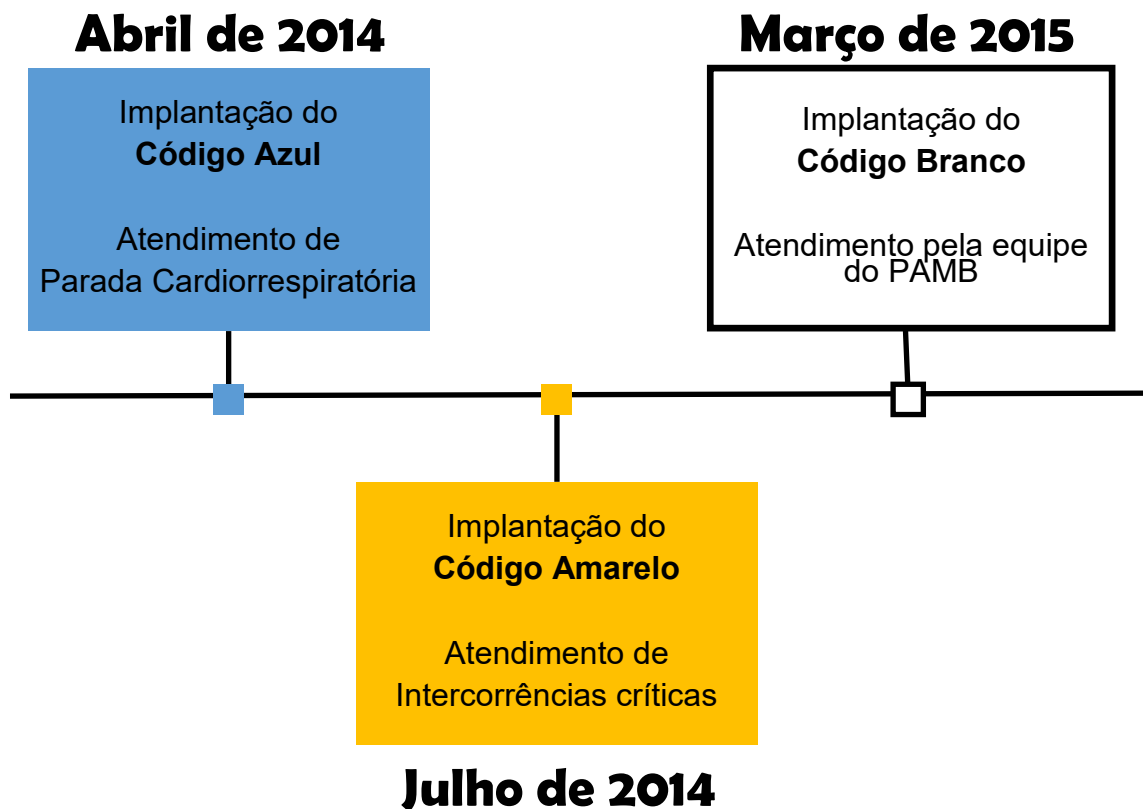 Abril de 2014
Implantação do
Código Azul
Atendimento de
Parada Cardiorrespiratória
Março de 2015
Implantação do
Código Branco
Atendimento pela equipe
do PAMB
Implantação do
Código Amarelo
Atendimento de
Intercorrências críticas
Julho de 2014